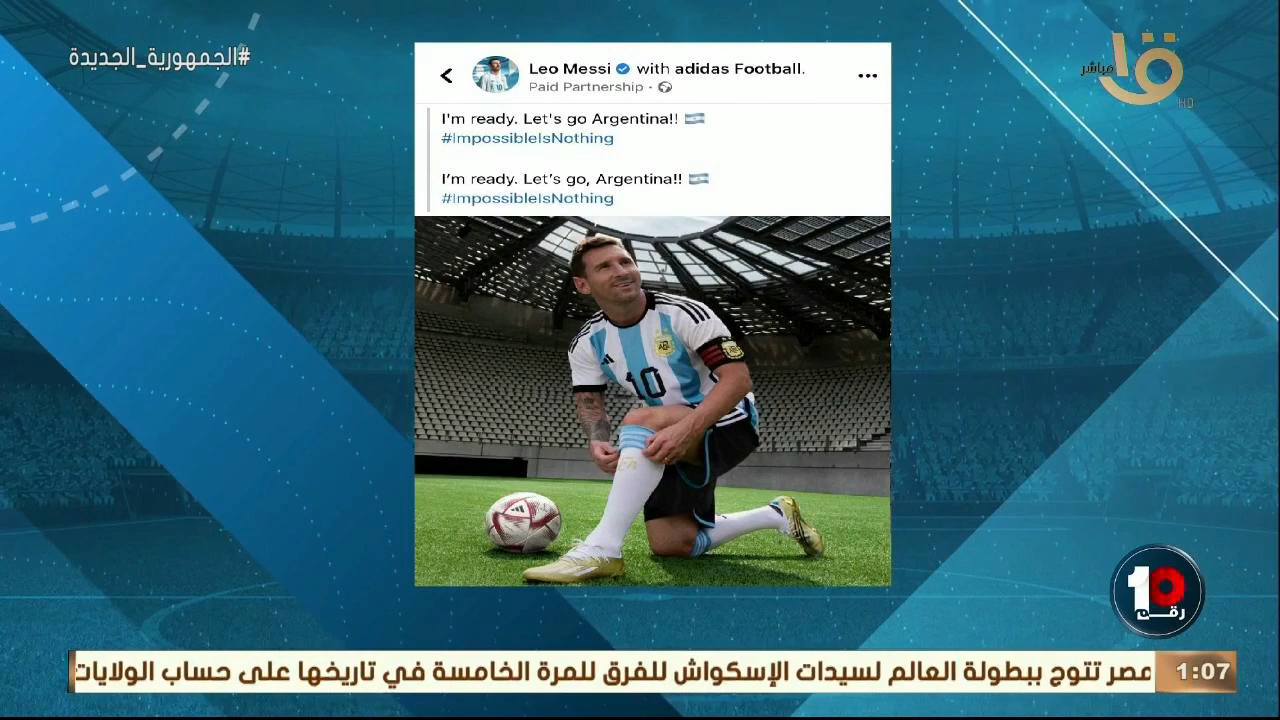 #الجمهورية_الجديدة
مباشر
HD
Leo Messi with adidas Football.
Paid Partnership
I'm ready. Let's go Argentina!! 🇦🇷
#ImpossibleIsNothing
I'm ready. Let's go, Argentina!! 🇦🇷
#ImpossibleIsNothing
10
10
رقم
1:07
مصر تتوج ببطولة العالم لسيدات الإسكواش للفرق للمرة الخامسة في تاريخها على حساب الولايات